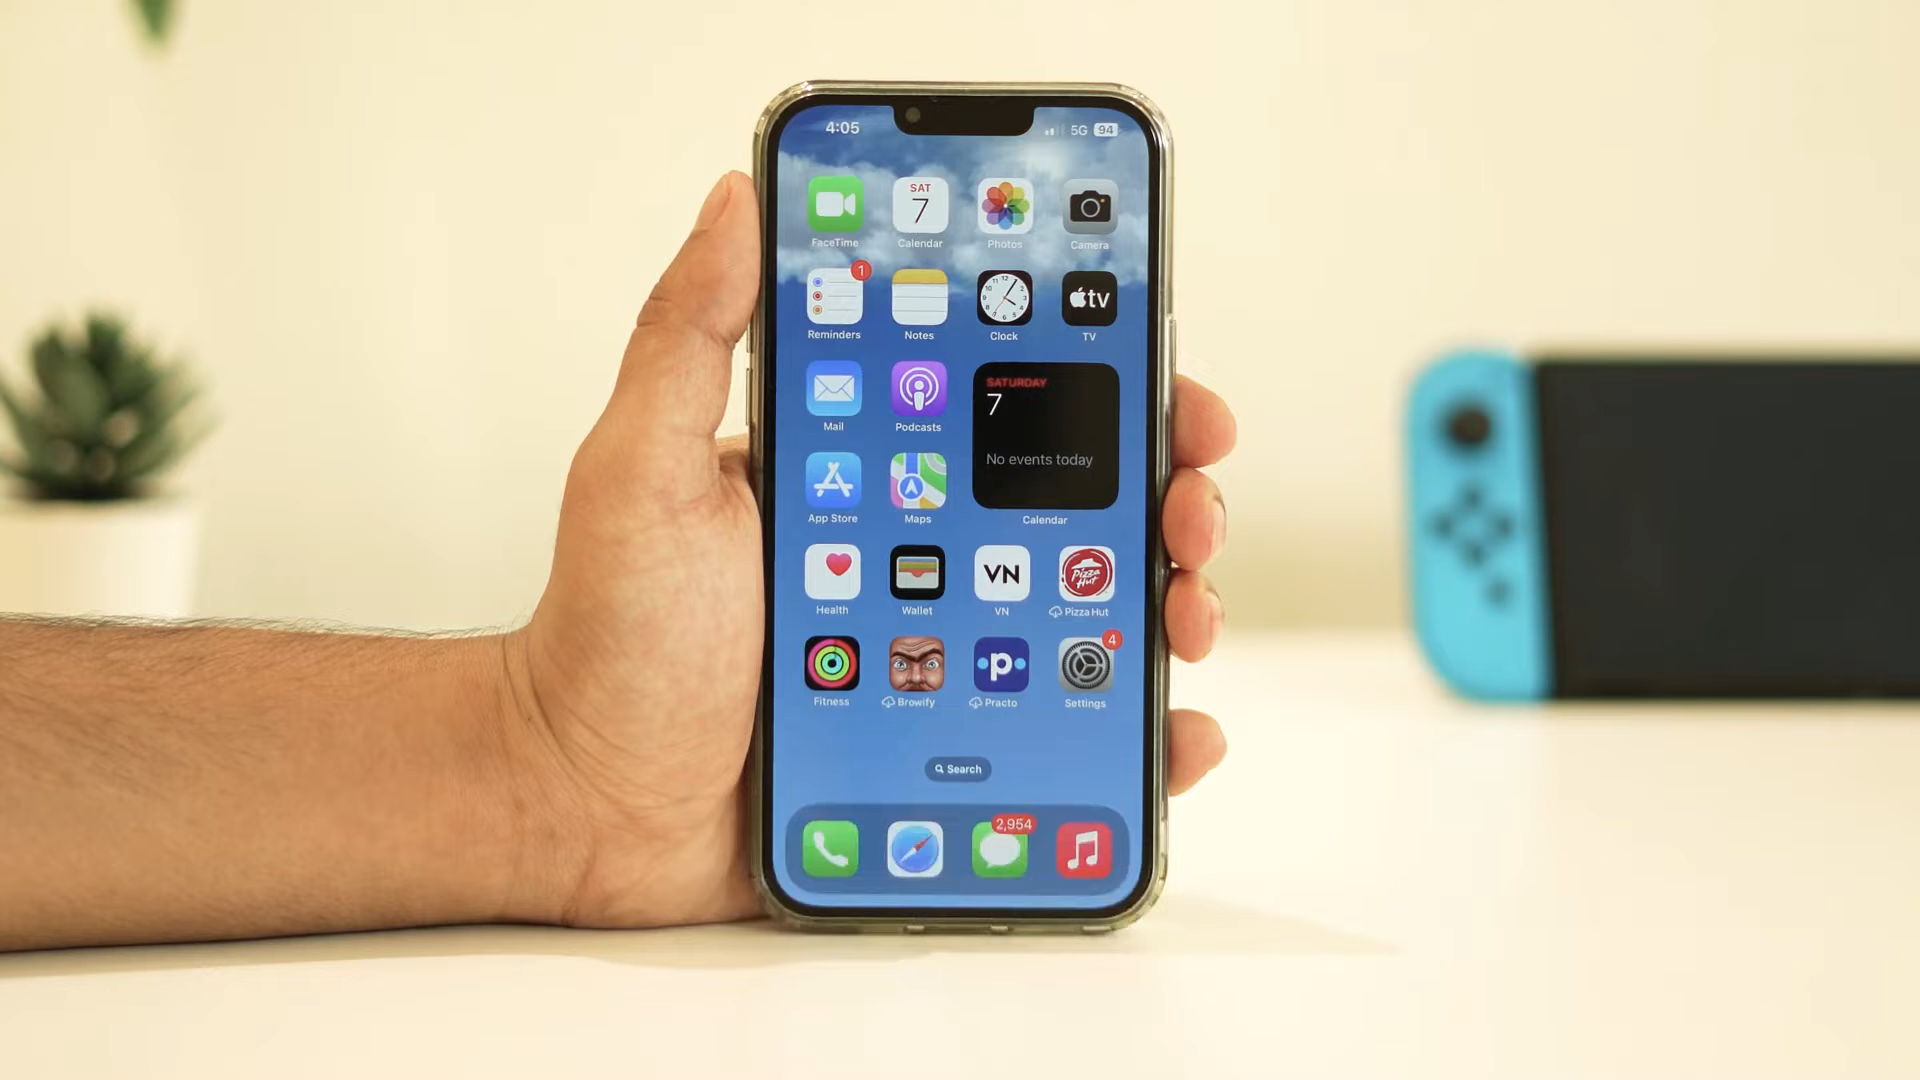 4:05
5G 94
SAT
7
FaceTime
Calendar
Photos
Camera
1
tv
Reminders
Notes
Clock
TV
SATURDAY
7
No events today
Mail
Podcasts
App Store
Maps
Calendar
VN
Pizza Hut
Health
Wallet
VN
Pizza Hut
p
4
Fitness
Browify
Practo
Settings
Search
2,954